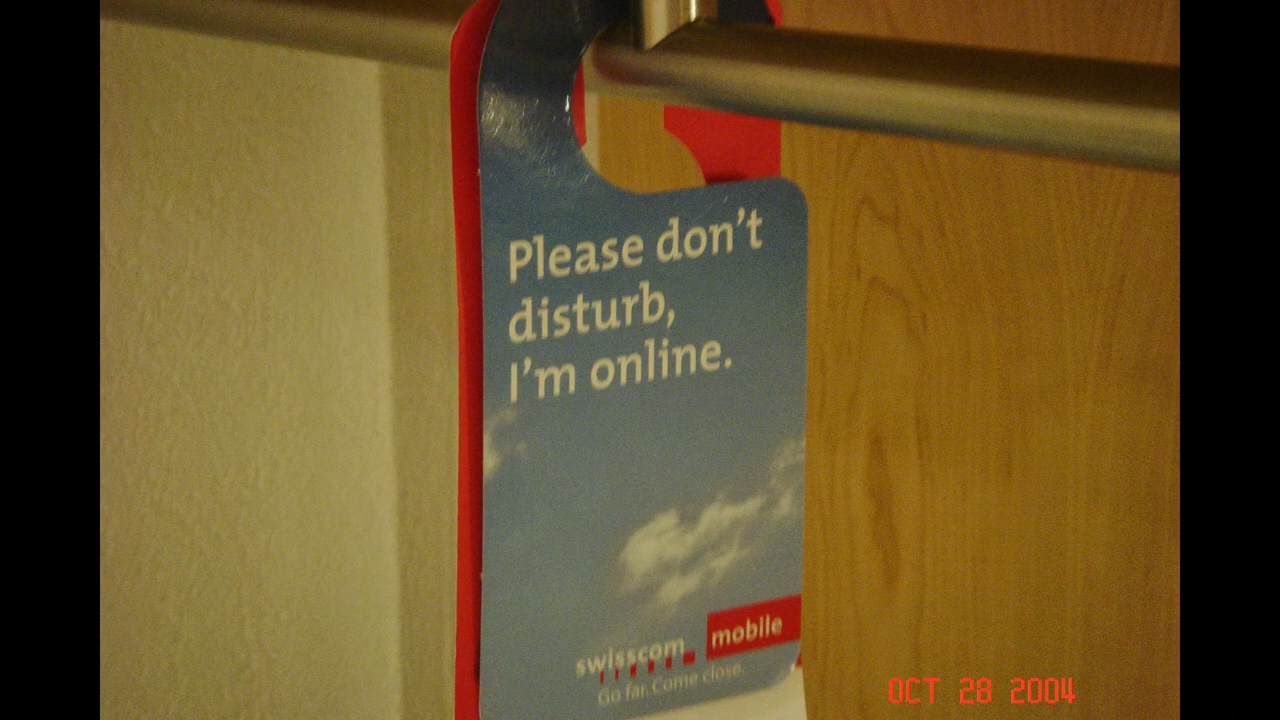 Please don't
disturb,
I'm online.
swisscom mobile
Go far. Come close.
OCT 28 2004